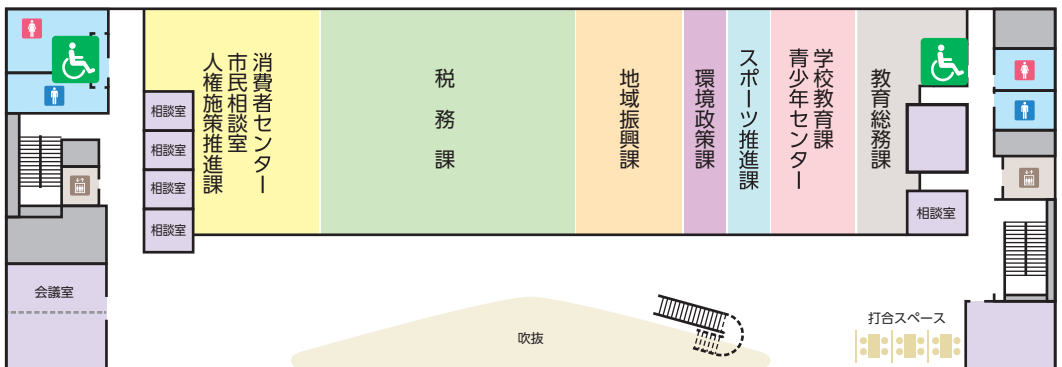 消費者センター
市民相談室
人権施策推進課
税務課
地域振興課
環境政策課
スポーツ推進課
学校教育課
青少年センター
教育総務課
相談室
相談室
相談室
相談室
相談室
会議室
吹抜
打合スペース